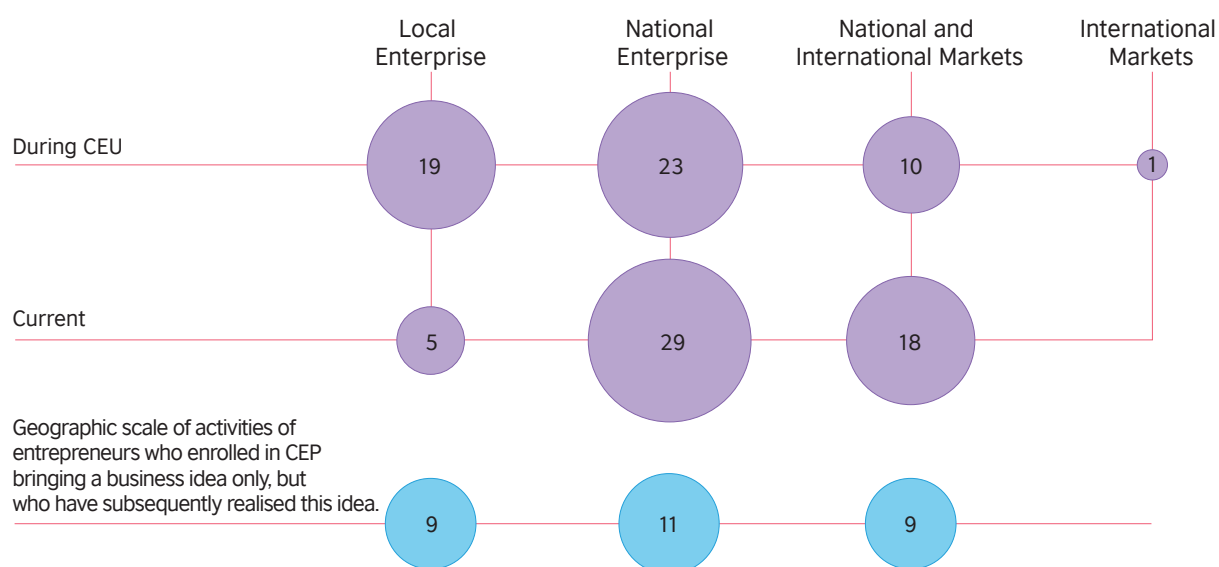 Local
Enterprise
National
Enterprise
National and
International Markets
International
Markets
During CEU
19
23
10
1
Current
5
29
18
Geographic scale of activities of
entrepreneurs who enrolled in CEP
bringing a business idea only, but
who have subsequently realised this idea.
9
11
9